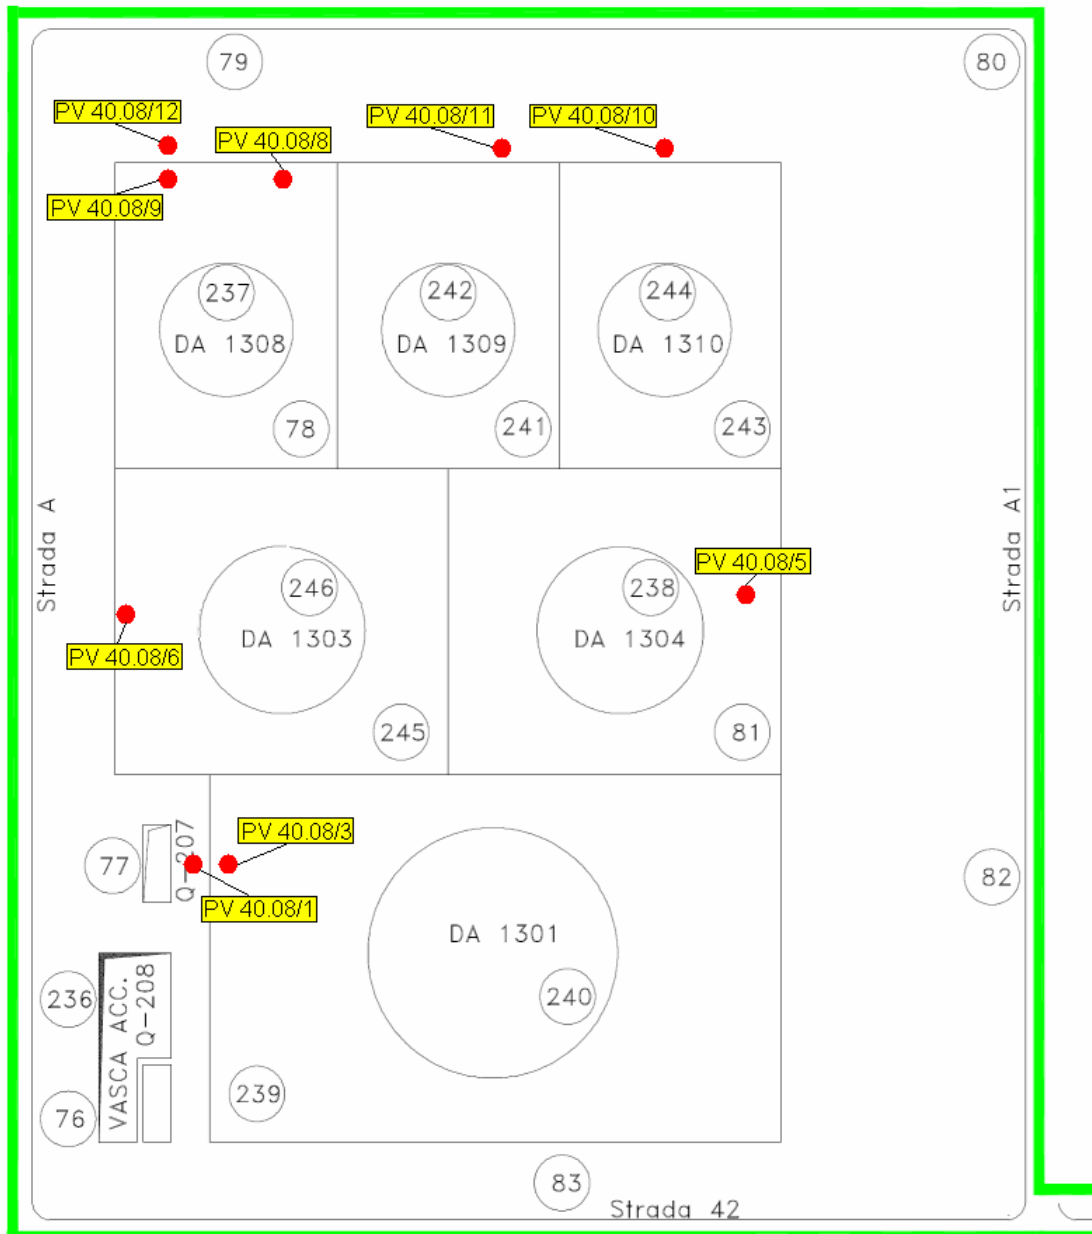 79
80
PV 40.08/12
PV 40.08/11
PV 40.08/10
PV 40.08/8
PV 40.08/9
237
242
244
DA 1308
DA 1309
DA 1310
78
241
243
Strada A
Strada A1
PV 40.08/5
246
238
DA 1303
DA 1304
PV 40.08/6
245
81
PV 40.08/3
77
Q-207
82
PV 40.08/1
DA 1301
236
VASCA ACC.
Q-208
240
239
76
83
Strada 42